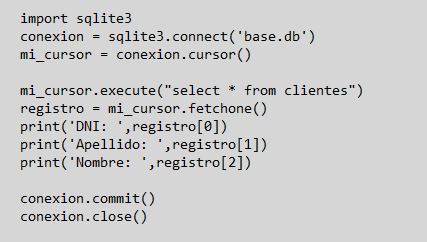 import sqlite3
conexion = sqlite3.connect('base.db')
mi_cursor = conexion.cursor()
mi_cursor.execute("select * from clientes")
registro = mi_cursor.fetchone()
print('DNI: ',registro[0])
print('Apellido: ',registro[1])
print('Nombre: ',registro[2])
conexion.commit()
conexion.close()